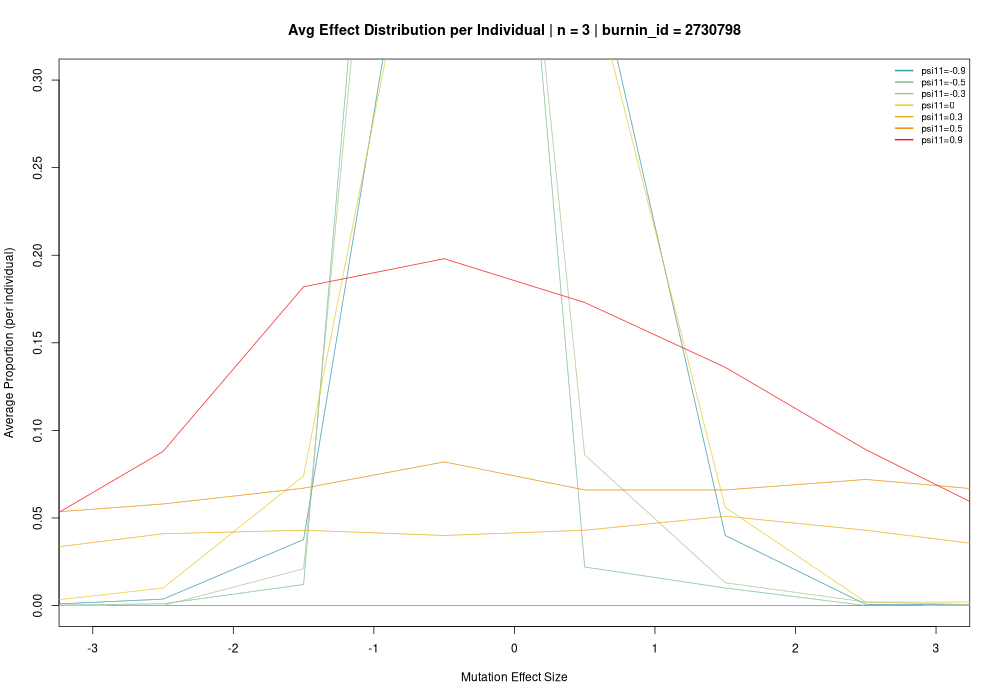 Avg Effect Distribution per Individual | n = 3 | burnin_id = 2730798
psi11=-0.9
psi11=-0.5
psi11=-0.3
psi11=0
psi11=0.3
psi11=0.5
psi11=0.9
Average Proportion (per individual)
0.30
0.25
0.20
0.15
0.10
0.05
0.00
-3 -2 -1 0 1 2 3
Mutation Effect Size